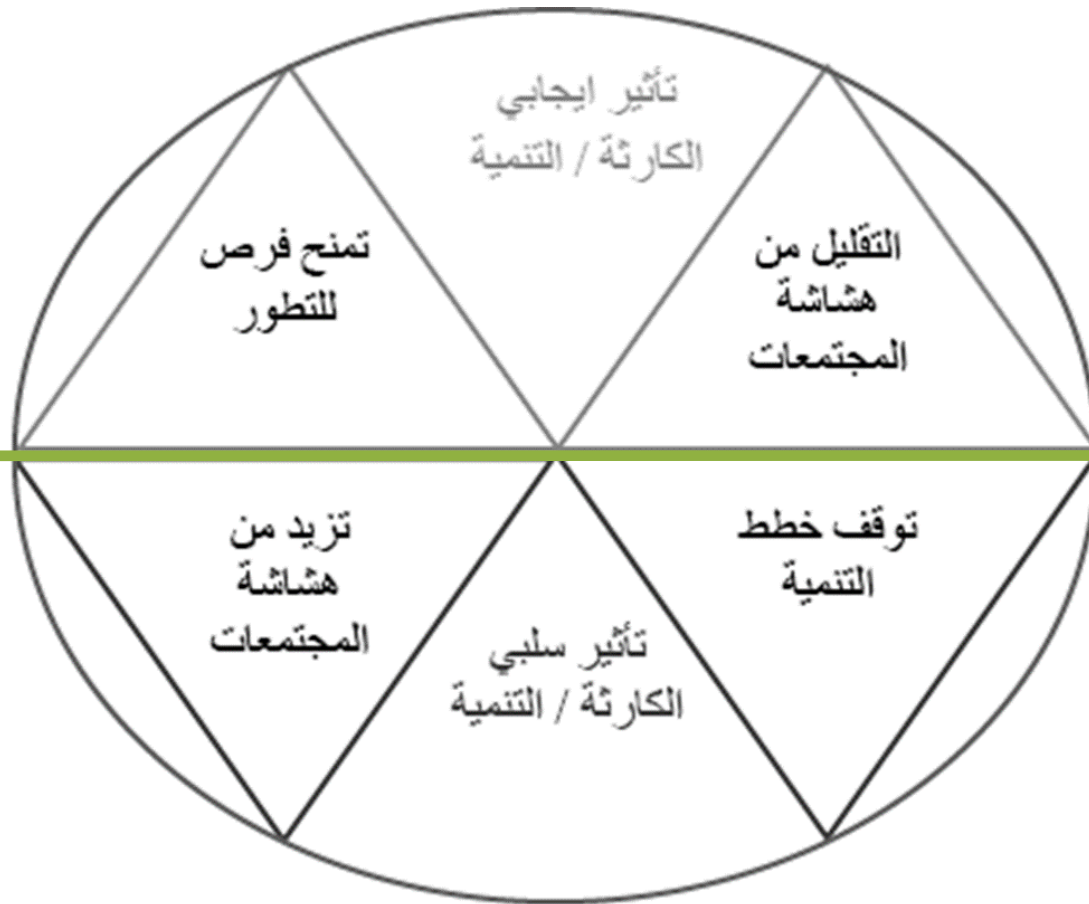 تأثير ايجابي
الكارثة / التنمية
التقليل من
هشاشة
المجتمعات
تمنح فرص
للتطور
توقف خطط
التنمية
تزيد من
هشاشة
المجتمعات
تأثير سلبي
الكارثة / التنمية